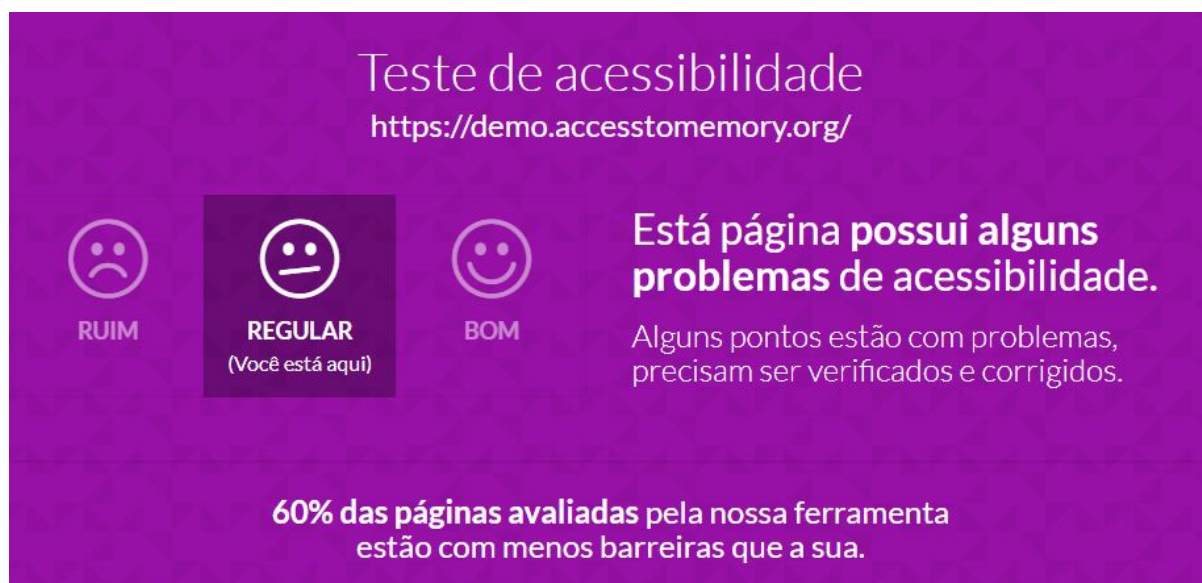 Teste de acessibilidade
https://demo.accesstomemory.org/
RUIM
REGULAR
(Você está aqui)
BOM
Está página possui alguns
problemas de acessibilidade.
Alguns pontos estão com problemas,
precisam ser verificados e corrigidos.
60% das páginas avaliadas pela nossa ferramenta
estão com menos barreiras que a sua.